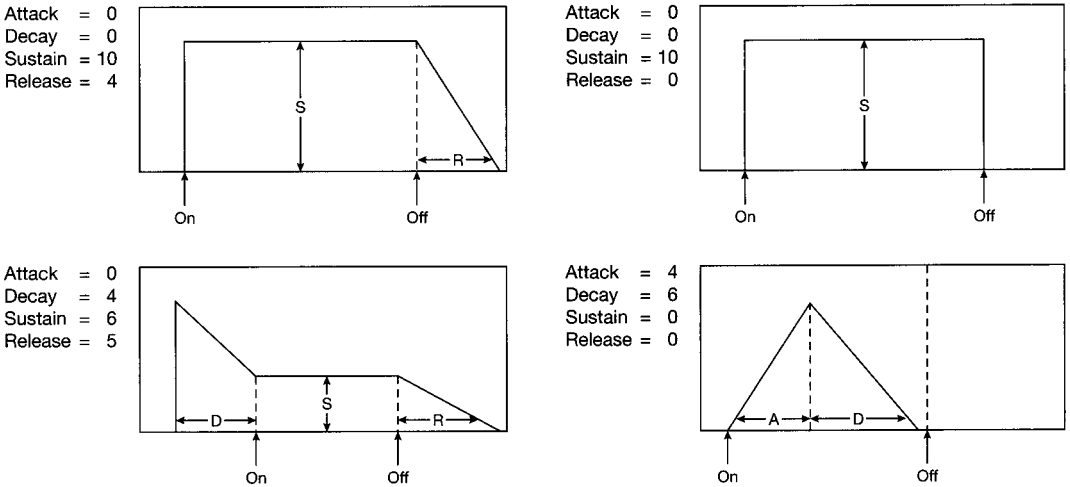 Attack = 0
Decay = 0
Sustain = 10
Release = 4
S
R
On
Off
Attack = 0
Decay = 0
Sustain = 10
Release = 0
S
On
Off
Attack = 0
Decay = 4
Sustain = 6
Release = 5
D
S
R
On
Off
Attack = 4
Decay = 6
Sustain = 0
Release = 0
A
D
On
Off